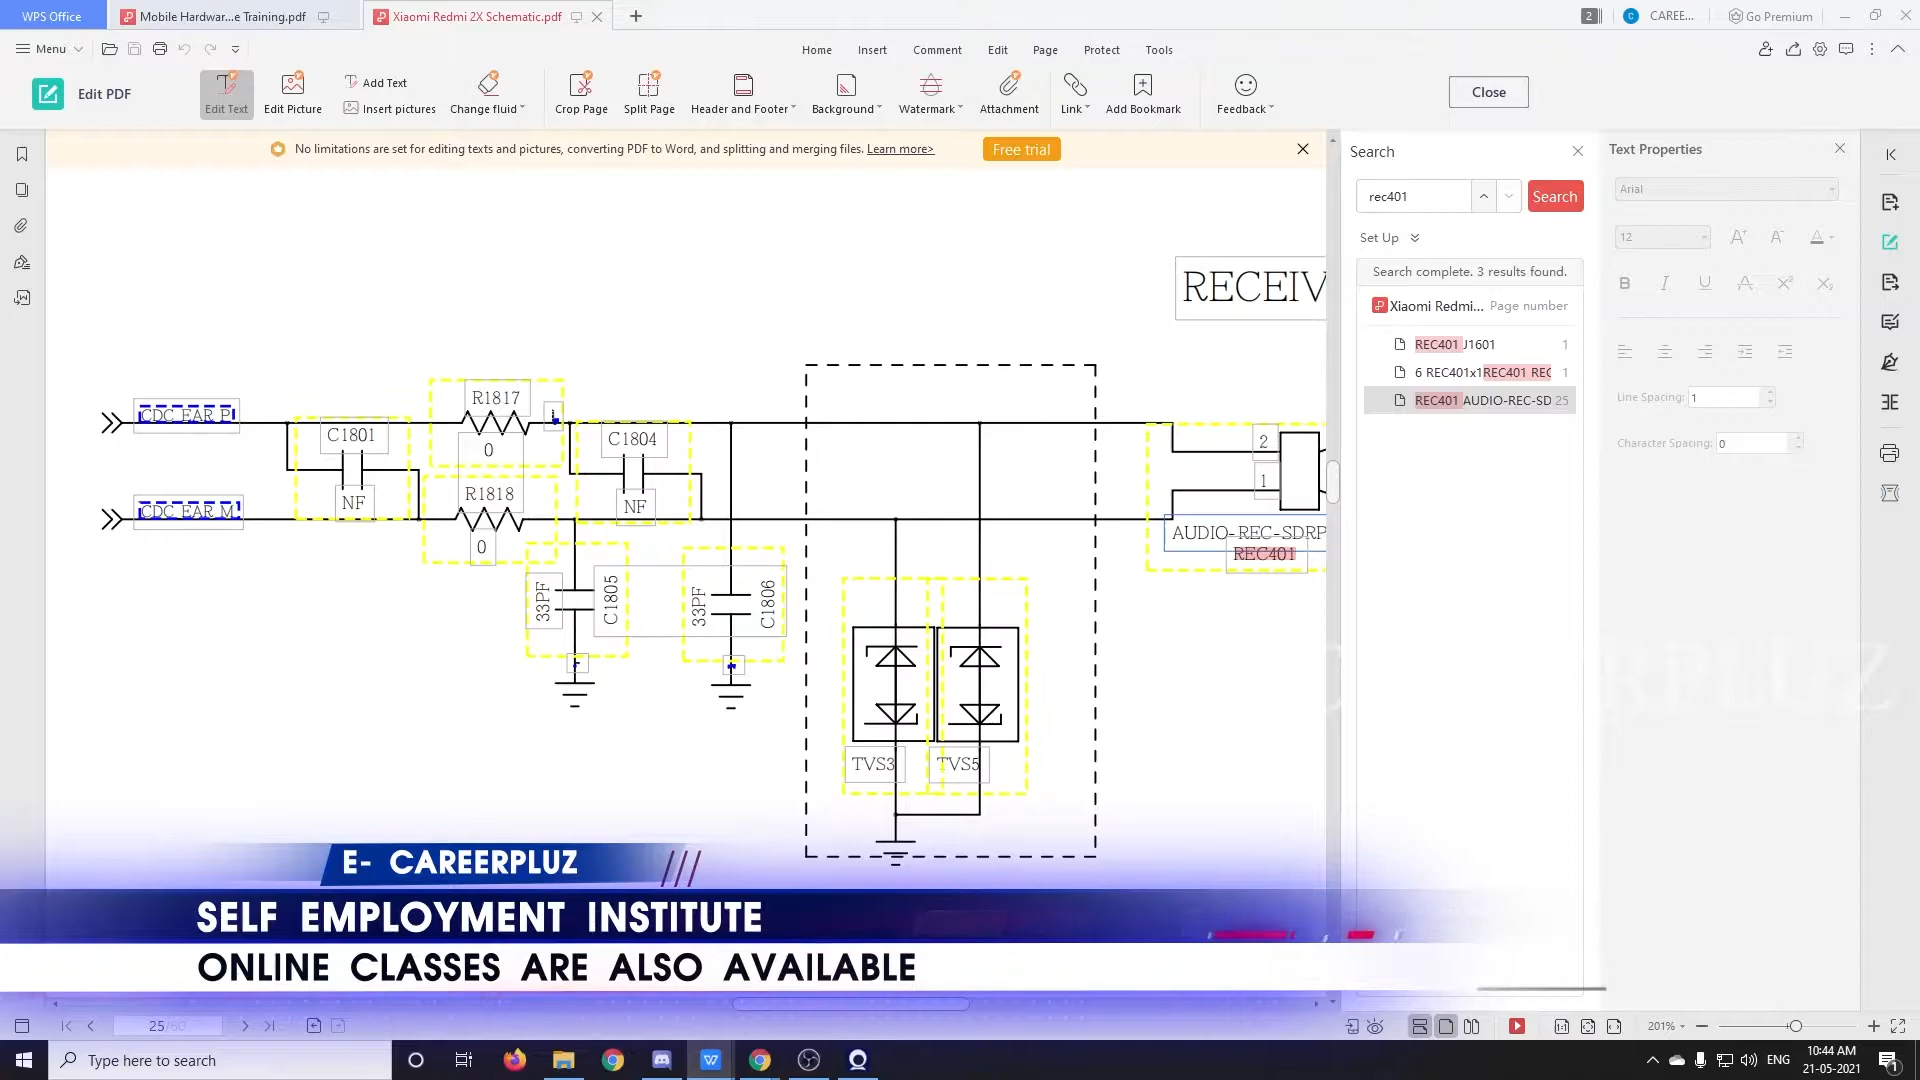 WPS Office
Mobile Hardwar...e Training.pdf
Xiaomi Redmi 2X Schematic.pdf
2
C
CAREE...
Go Premium
Menu
Home
Insert
Comment
Edit
Page
Protect
Tools
Edit PDF
Edit Text
Edit Picture
Add Text
Insert pictures
Change fluid
Crop Page
Split Page
Header and Footer
Background
Watermark
Attachment
Link
Add Bookmark
Feedback
Close
No limitations are set for editing texts and pictures, converting PDF to Word, and splitting and merging files. Learn more>
Free trial
Search
rec401
Search
Set Up
Search complete. 3 results found.
Xiaomi Redmi... Page number
REC401 J1601 1
6 REC401x1REC401 REC 1
REC401 AUDIO-REC-SD 25
Text Properties
Arial
12
Line Spacing: 1
Character Spacing: 0
RECEIV
CDC_EAR_P
CDC_EAR_M
R1817
0
C1801
NF
R1818
0
C1804
NF
33PF
C1805
33PF
C1806
TVS3
TVS5
2
1
AUDIO-REC-SDRP
REC401
E- CAREERPLUZ
SELF EMPLOYMENT INSTITUTE
ONLINE CLASSES ARE ALSO AVAILABLE
25/60
201%
Type here to search
ENG
10:44 AM
21-05-2021
1